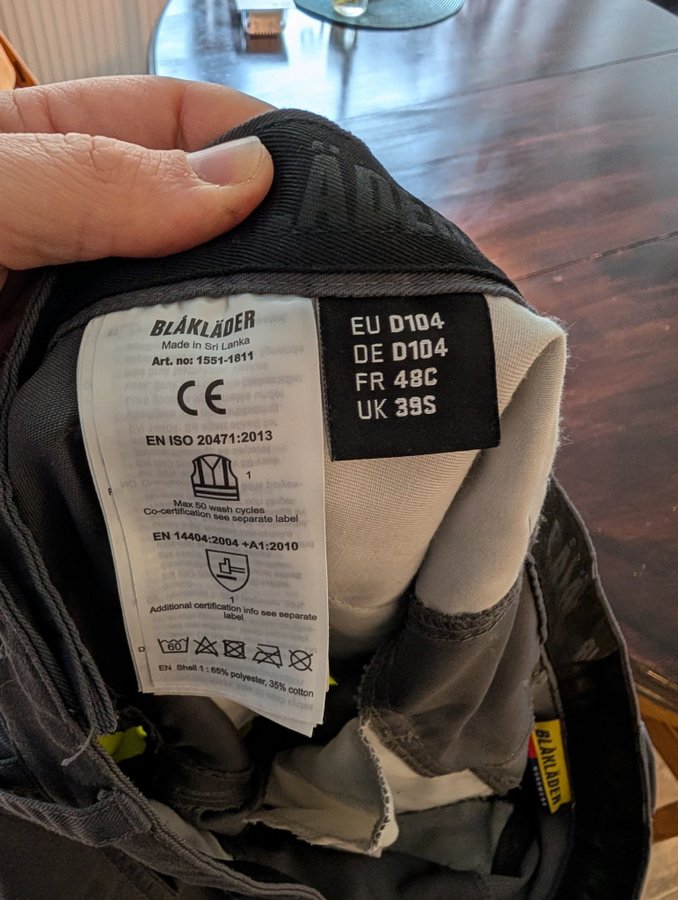 LÄDER
BLÅKLÄDER
Made in Sri Lanka
Art. no: 1551-1811
CE
EN ISO 20471:2013
1
Max 50 wash cycles
Co-certification see separate label
EN 14404:2004 +A1:2010
1
Additional certification info see separate
label
60
EN Shell 1 : 65% polyester, 35% cotton
EU D104
DE D104
FR 48C
UK 39S
BLÅKLÄDER